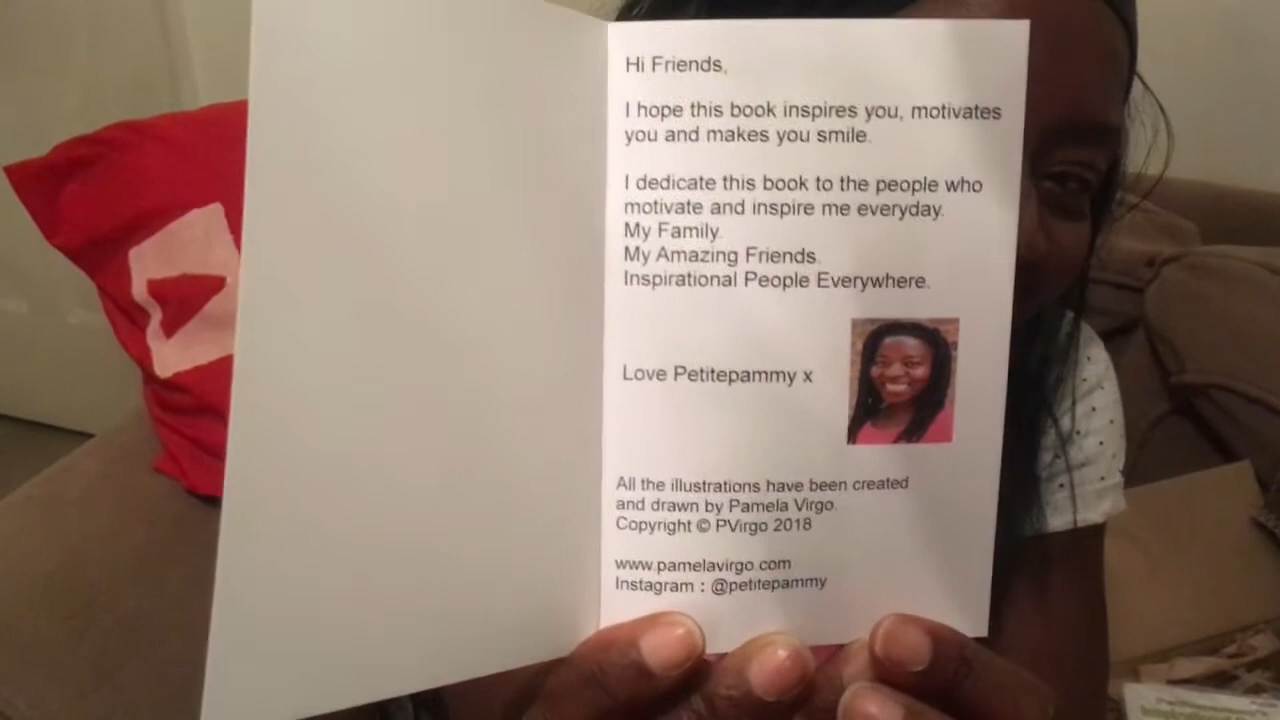 Hi Friends,
I hope this book inspires you, motivates
you and makes you smile.
I dedicate this book to the people who
motivate and inspire me everyday.
My Family.
My Amazing Friends.
Inspirational People Everywhere.
Love Petitepammy x
All the illustrations have been created
and drawn by Pamela Virgo.
Copyright © PVirgo 2018
www.pamelavirgo.com
Instagram : @petitepammy